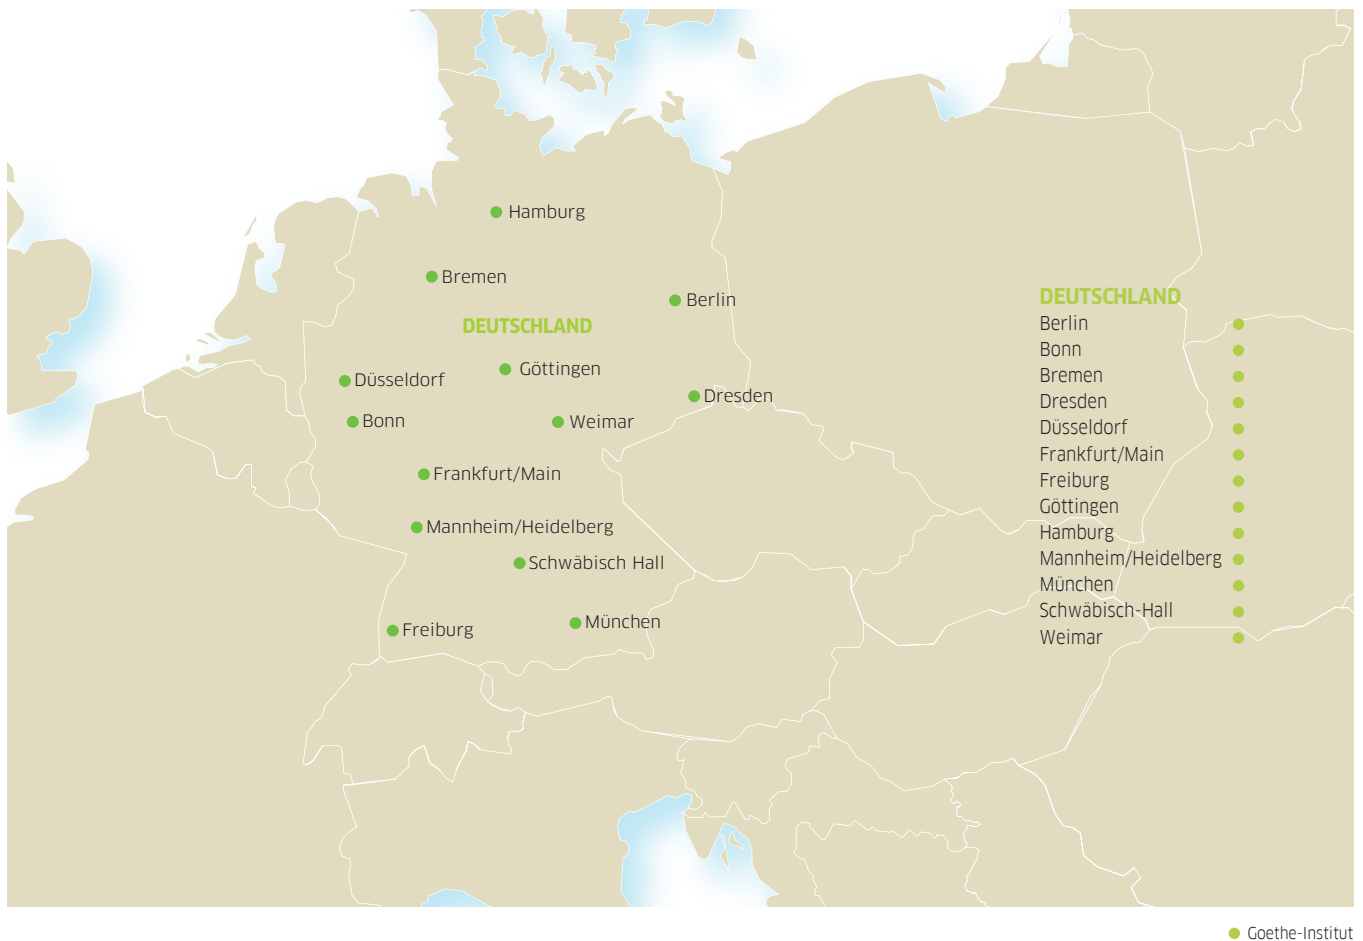 Hamburg
Bremen
Berlin
DEUTSCHLAND
Göttingen
Düsseldorf
Dresden
Bonn
Weimar
Frankfurt/Main
Mannheim/Heidelberg
Schwäbisch Hall
München
Freiburg
DEUTSCHLAND
Berlin
Bonn
Bremen
Dresden
Düsseldorf
Frankfurt/Main
Freiburg
Göttingen
Hamburg
Mannheim/Heidelberg
München
Schwäbisch-Hall
Weimar
Goethe-Institut